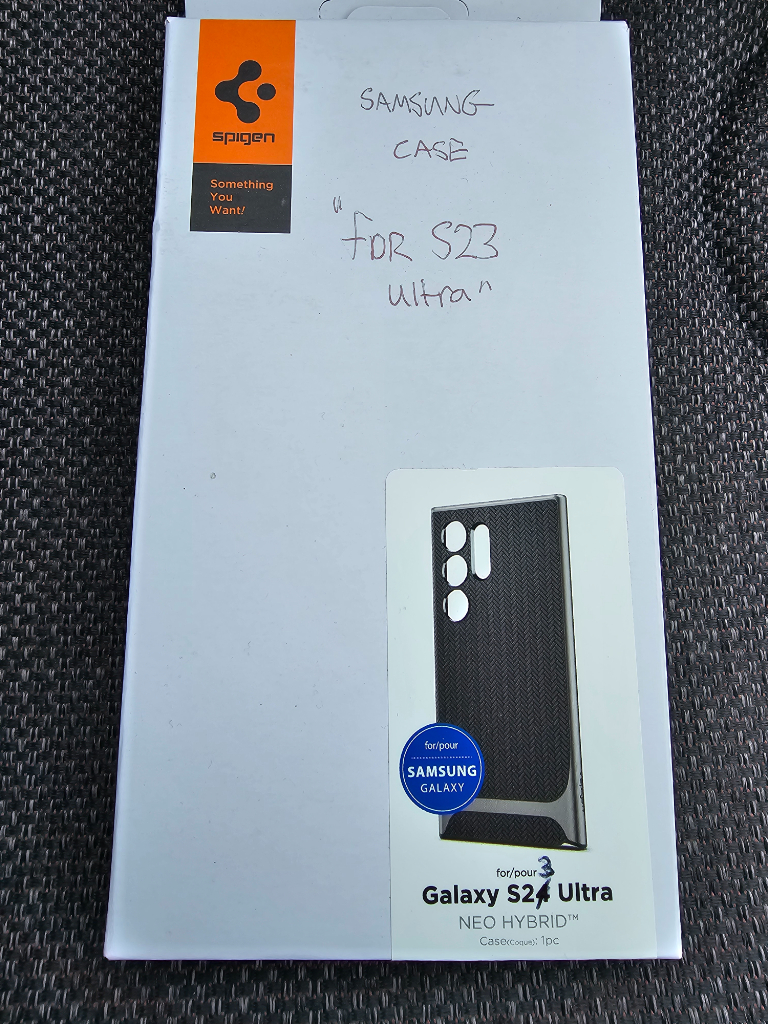 spigen
Something
You
Want!
SAMSUNG
CASE
"FOR S23
Ultra"
for/pour
SAMSUNG
GALAXY
for/pour 3
Galaxy S24 Ultra
NEO HYBRID™
Case(Coque): 1pc